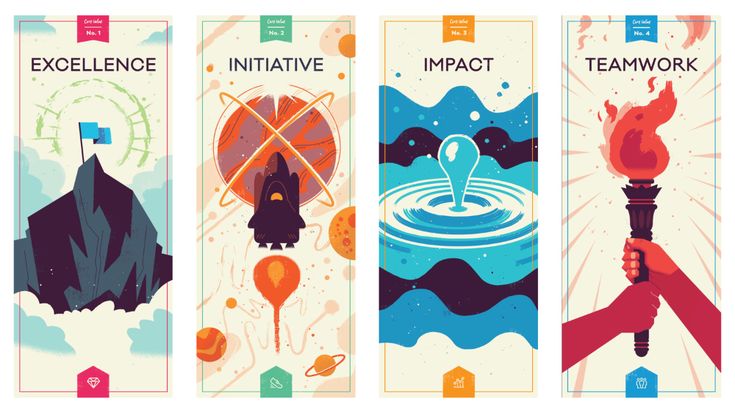 Core Value
No. 1
EXCELLENCE
Core Value
No. 2
INITIATIVE
Core Value
No. 3
IMPACT
Core Value
No. 4
TEAMWORK